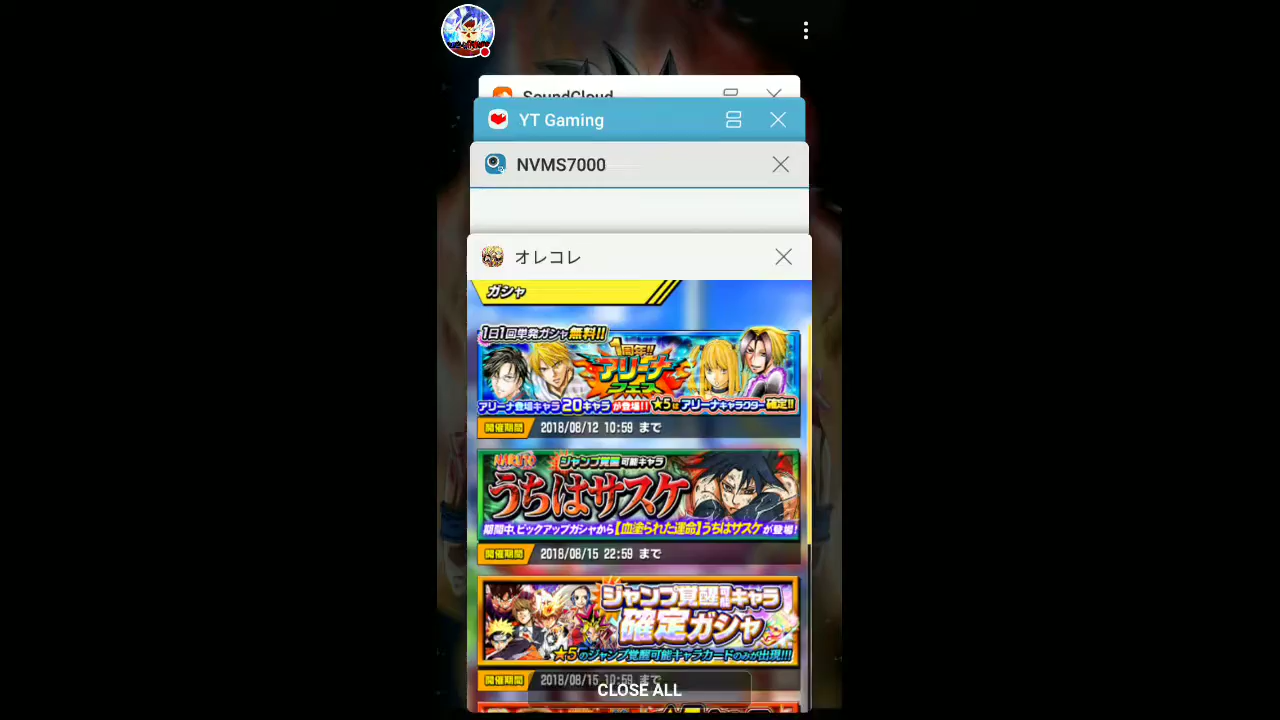 SoundCloud
YT Gaming
NVMS7000
オレコレ
ガシャ
1日1回単発ガシャ無料!!
1周年!!
アリーナ
フェス
アリーナ登場キャラ20キャラが登場!! ★5はアリーナキャラクター確定!!
開催期間 2018/08/12 10:59 まで
NARUTO ジャンプ覚醒可能キャラ
うちはサスケ
期間中、ピックアップガシャから【血塗られた運命】うちはサスケが登場!
開催期間 2018/08/15 22:59 まで
ジャンプ覚醒可能キャラ
確定ガシャ
★5のジャンプ覚醒可能キャラカードのみが出現!!!
開催期間 2018/08/15 10:59 まで
CLOSE ALL